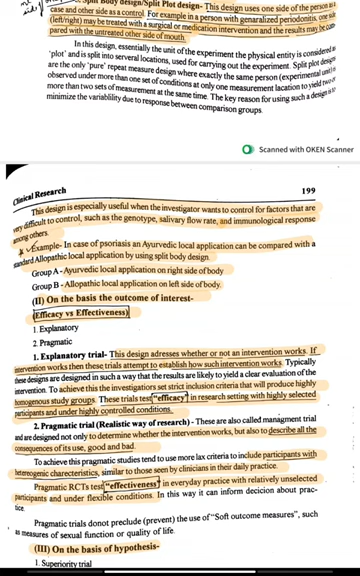 Split Body design/Split Plot design- This design uses one side of the person as a
case and other side as a control. For example in a person with genaralized periodonitis, one side
(left/right) may be treated with a surgical or medication intervention and the results may be com-
pared with the untreated other side of mouth.
In this design, essentially the unit of the experiment the physical entity is considered as
'plot' and is split into serveral locations, used for carrying out the experiment. Split plot designs
are the only 'pure' repeat measure design where exactly the same person (experimental unit) is
observed under more than one set of conditions at only one measurement lacation to yield two or
more than two sets of measurement at the same time. The key reason for using such a design is to
minimize the variablility due to response between comparison groups.
Scanned with OKEN Scanner
Clinical Research 199
This design is especially useful when the investigator wants to control for factors that are
very difficult to control, such as the genotype, salivary flow rate, and immunological response
among others.
Example- In case of psoriasis an Ayurvedic local application can be compared with a
standard Allopathic local application by using split body design.
Group A - Ayurvedic local application on right side of body
Group B - Allopathic local application on left side of body.
(II) On the basis the outcome of interest-
(Efficacy vs Effectiveness)
1. Explanatory
2. Pragmatic
1. Explanatory trial- This design adresses whether or not an intervention works. If
intervention works then these trials attempt to establish how such intervention works. Typically
these designs are designed in such a way that the results are likely to yield a clear evaluation of the
intervention. To achieve this the investigatiors set strict inclusion criteria that will produce highly
homogenous study groups. These trials test "efficacy" in research setting with highly selected
participants and under highly controlled conditions.
2. Pragmatic trial (Realistic way of research) - These are also called managment trial
and are designed not only to determine whether the intervention works, but also to describe all the
consequences of its use, good and bad.
To achieve this pragmatic studies tend to use more lax criteria to include participants with
heterogenic charcteristics, similar to those seen by clinicians in their daily practice.
Pragmatic RCT's test "effectiveness" in everyday practice with relatively unselected
participants and under flexible conditions. In this way it can inform decicion about prac-
tice.
Pragmatic trials donot preclude (prevent) the use of "Soft outcome measures", such
as measures of sexual function or quality of life.
(III) On the basis of hypothesis-
1. Superiority trial